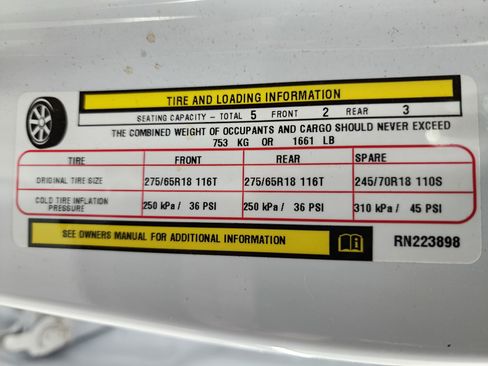 TIRE AND LOADING INFORMATION
SEATING CAPACITY - TOTAL 5 FRONT 2 REAR 3
THE COMBINED WEIGHT OF OCCUPANTS AND CARGO SHOULD NEVER EXCEED
753 KG OR 1661 LB
TIRE FRONT REAR SPARE
ORIGINAL TIRE SIZE 275/65R18 116T 275/65R18 116T 245/70R18 110S
COLD TIRE INFLATION PRESSURE 250 kPa / 36 PSI 250 kPa / 36 PSI 310 kPa / 45 PSI
SEE OWNERS MANUAL FOR ADDITIONAL INFORMATION RN223898